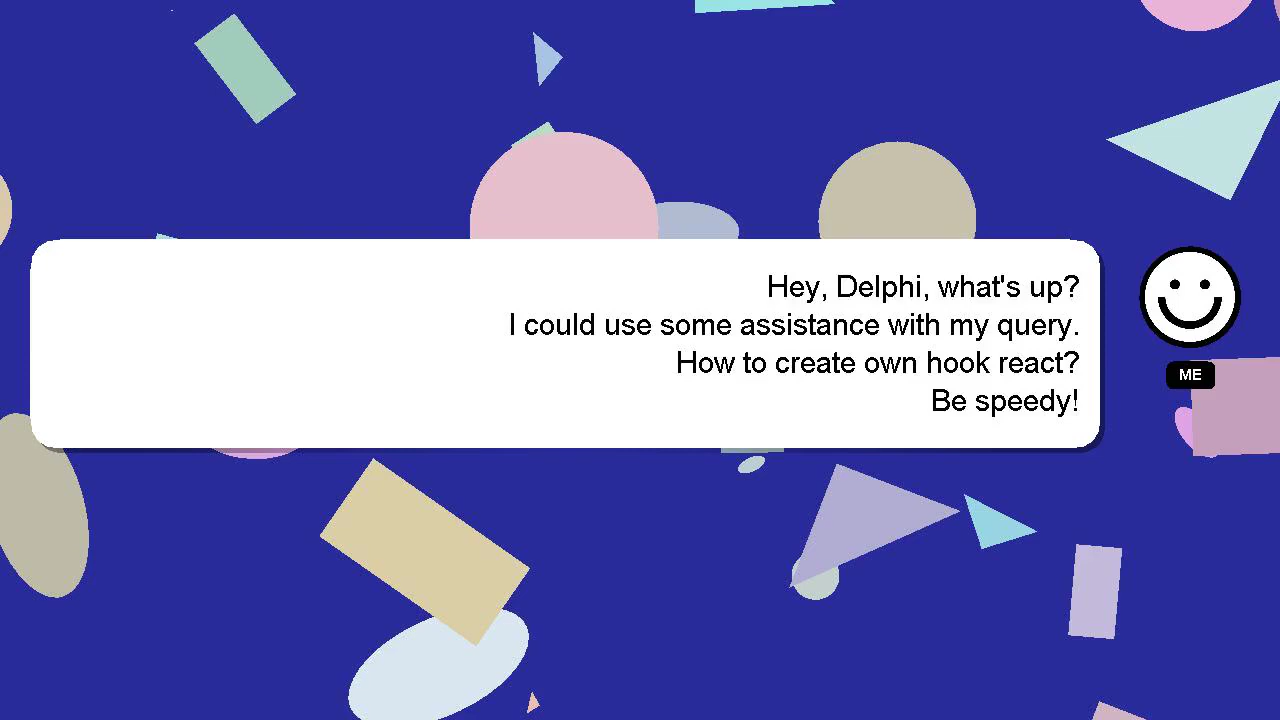 Hey, Delphi, what's up?
I could use some assistance with my query.
How to create own hook react?
Be speedy!
ME